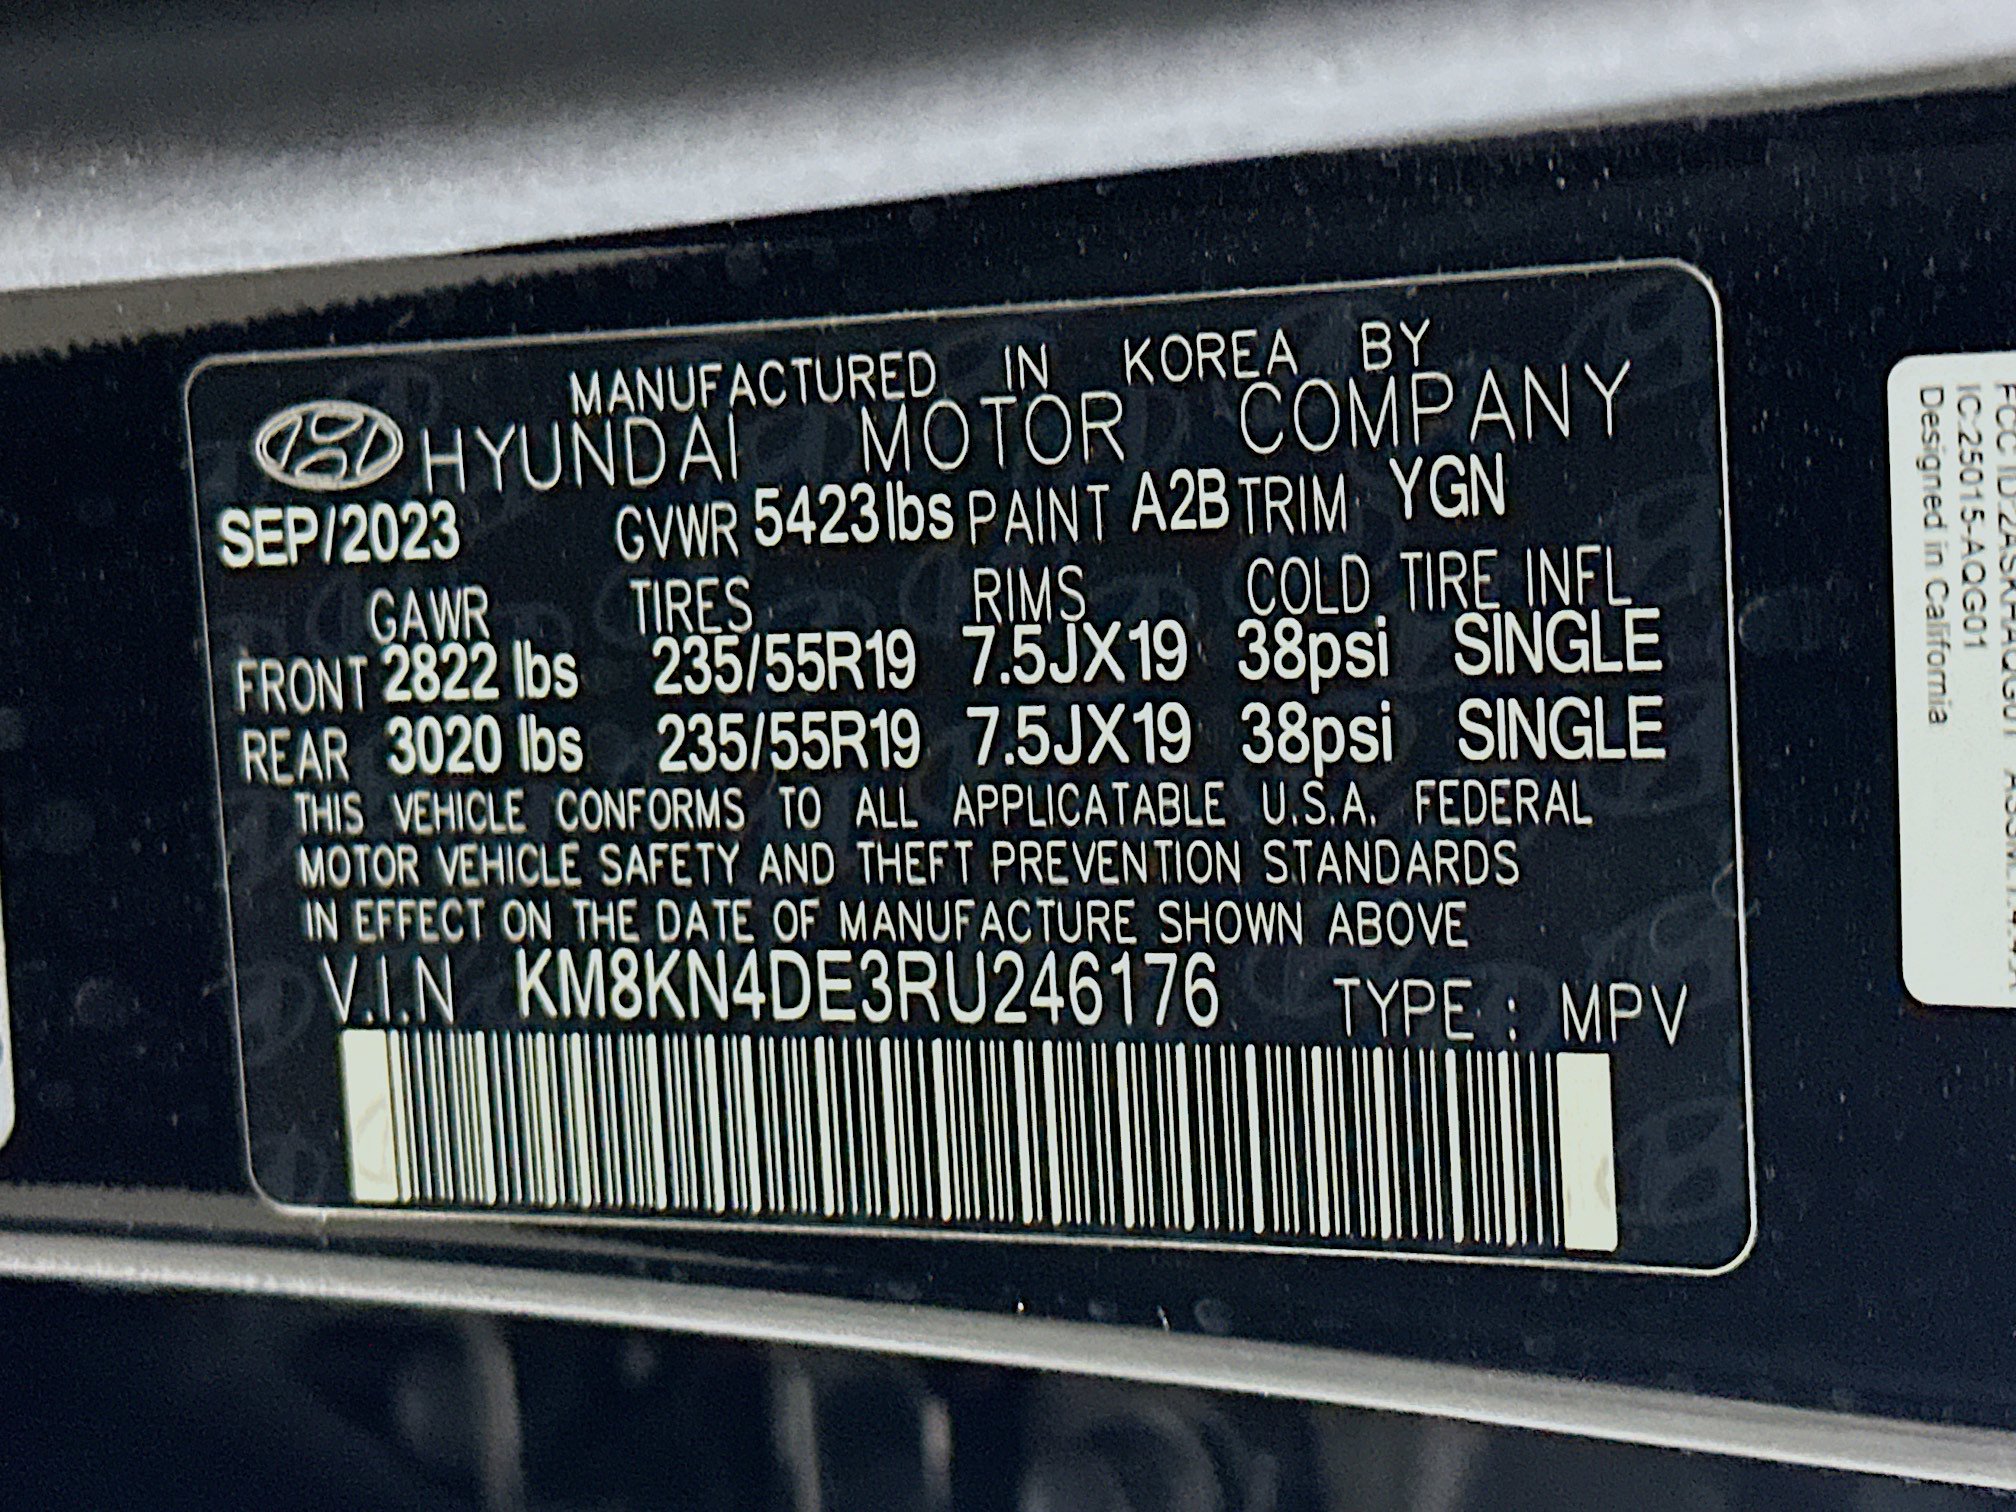 MANUFACTURED IN KOREA BY
HYUNDAI MOTOR COMPANY
SEP/2023 GVWR 5423lbs PAINT A2B TRIM YGN
GAWR TIRES RIMS COLD TIRE INFL
FRONT 2822 lbs 235/55R19 7.5JX19 38psi SINGLE
REAR 3020 lbs 235/55R19 7.5JX19 38psi SINGLE
THIS VEHICLE CONFORMS TO ALL APPLICATABLE U.S.A. FEDERAL
MOTOR VEHICLE SAFETY AND THEFT PREVENTION STANDARDS
IN EFFECT ON THE DATE OF MANUFACTURE SHOWN ABOVE
V.I.N KM8KN4DE3RU246176 TYPE : MPV
FCC ID:
IC:25015-AQG01
Designed in California